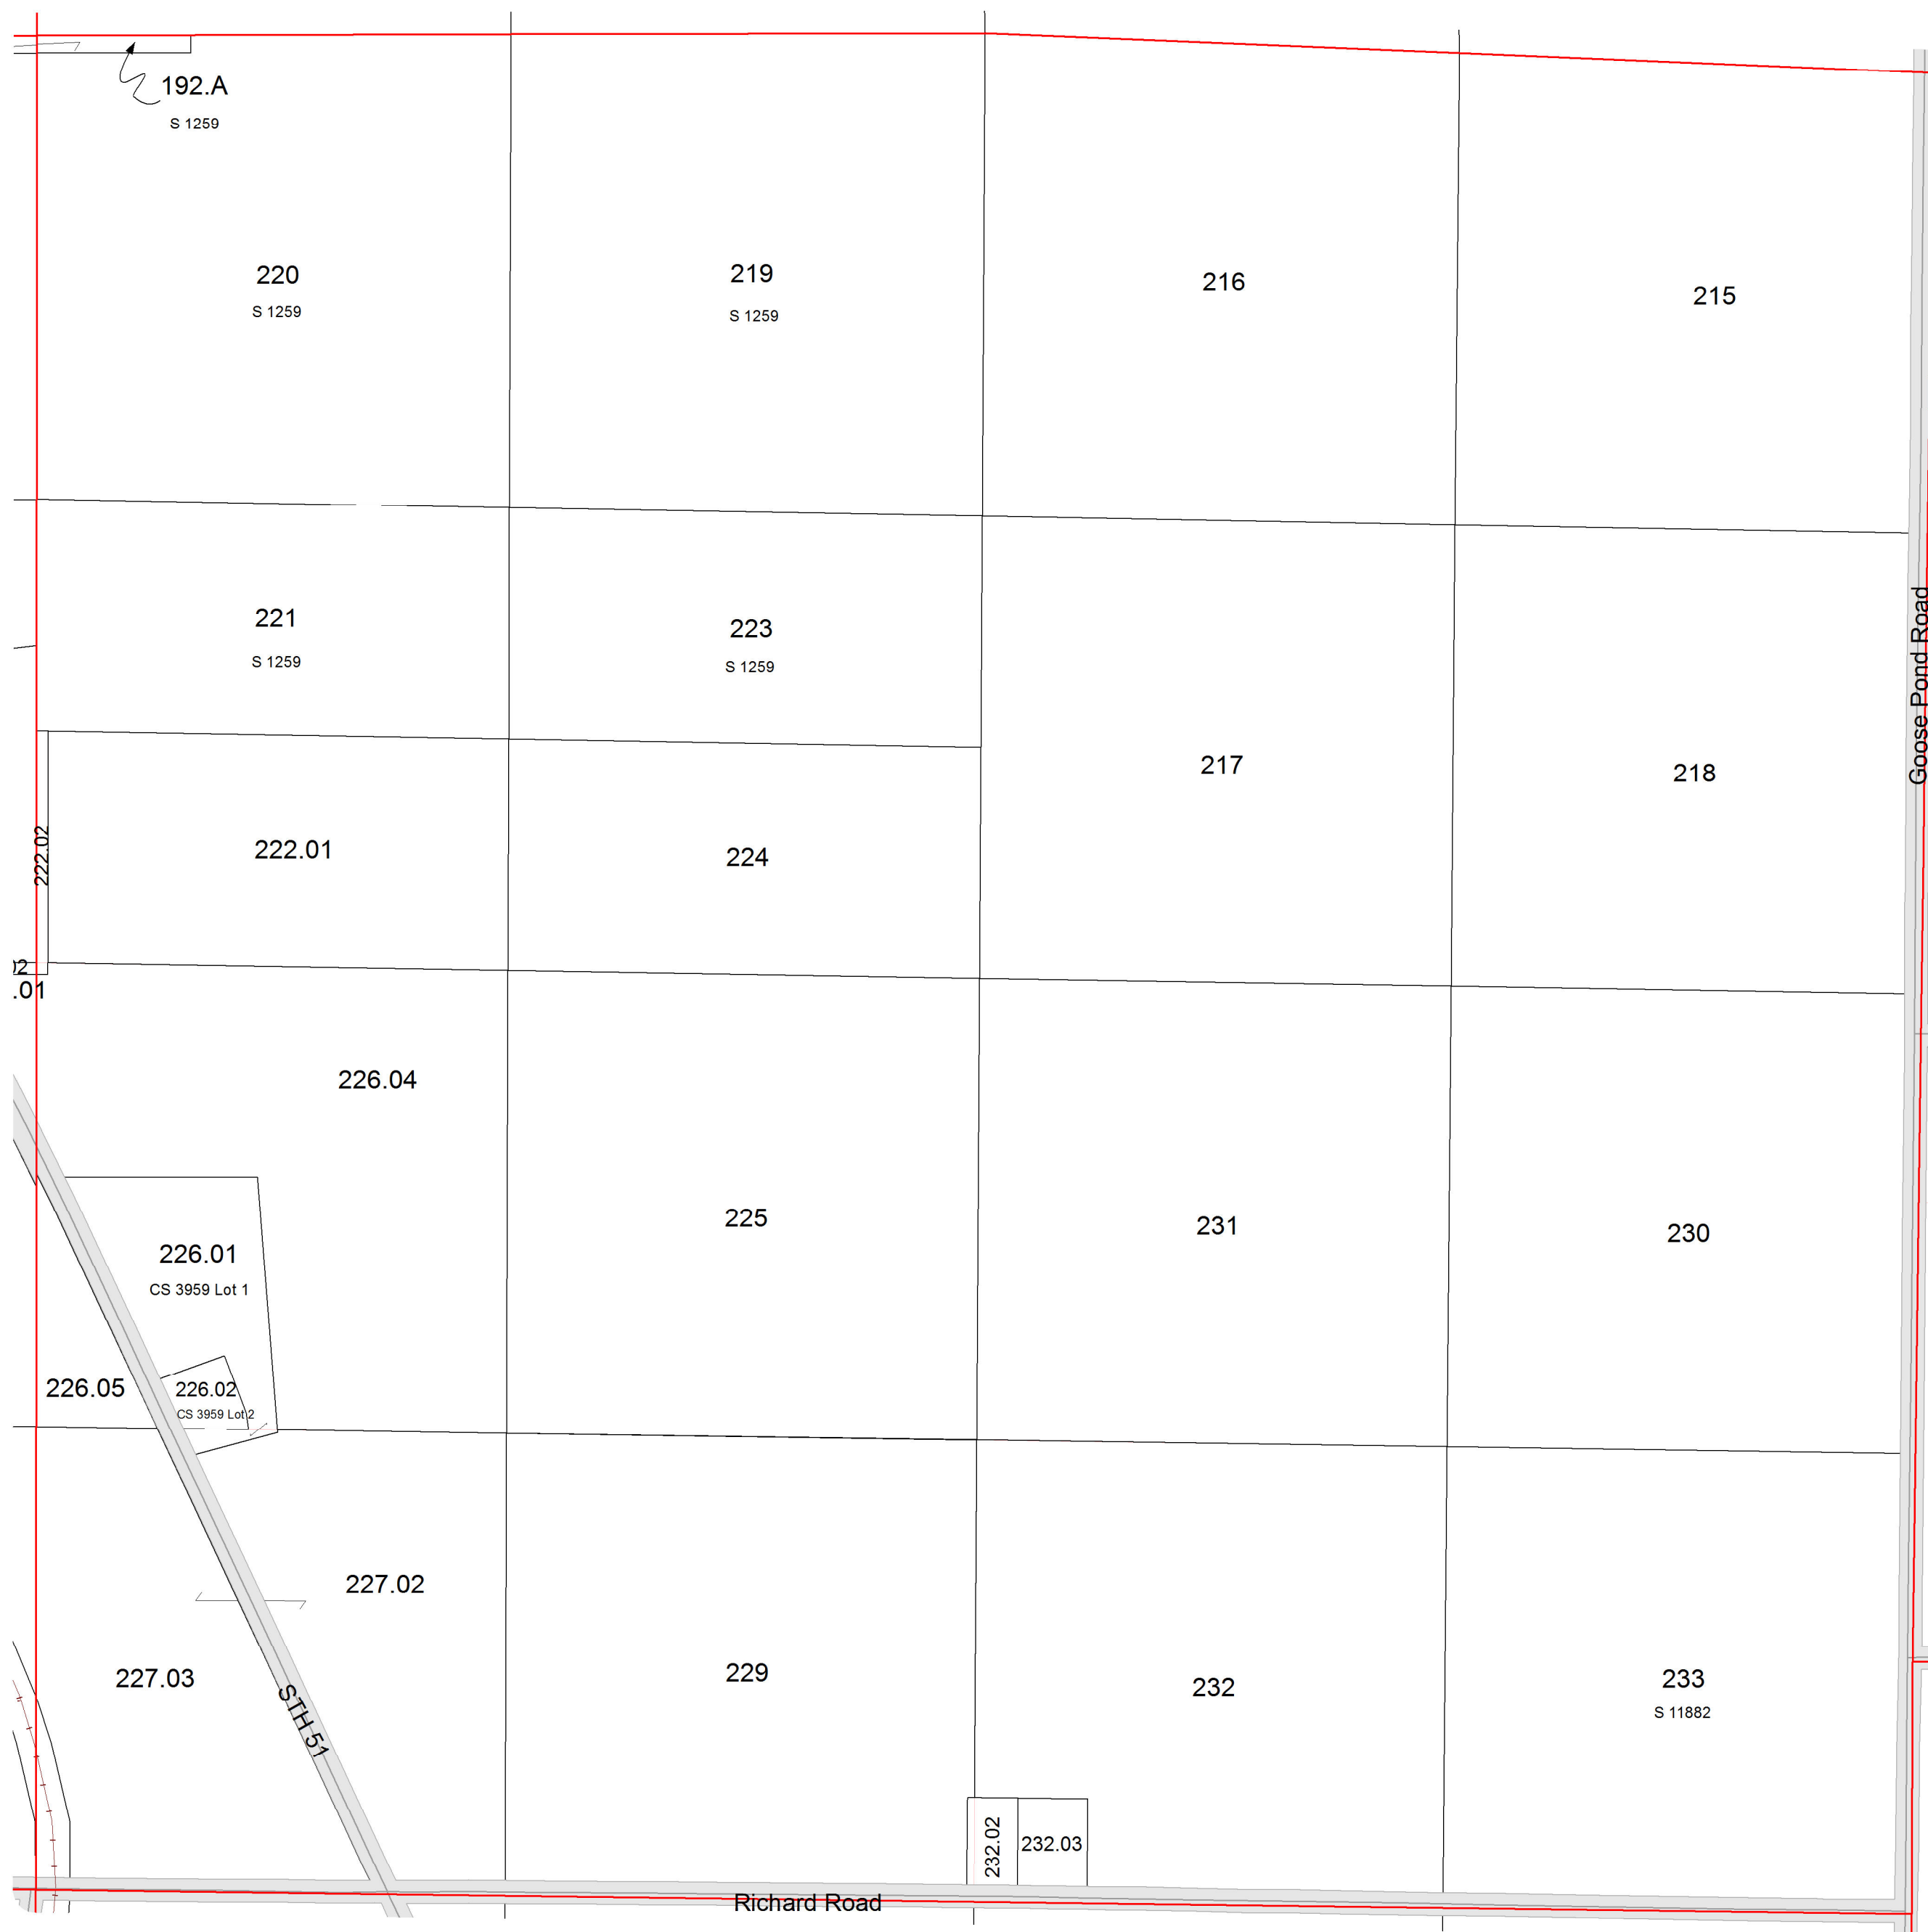 192.A
S 1259
220
S 1259
219
S 1259
216
215
221
S 1259
223
S 1259
Goose Pond Road
217
218
222.02
222.01
224
02
.01
226.04
225
231
230
226.01
CS 3959 Lot 1
226.05
226.02
CS 3959 Lot 2
227.02
227.03
229
232
233
S 11882
STH 51
232.02
232.03
Richard Road